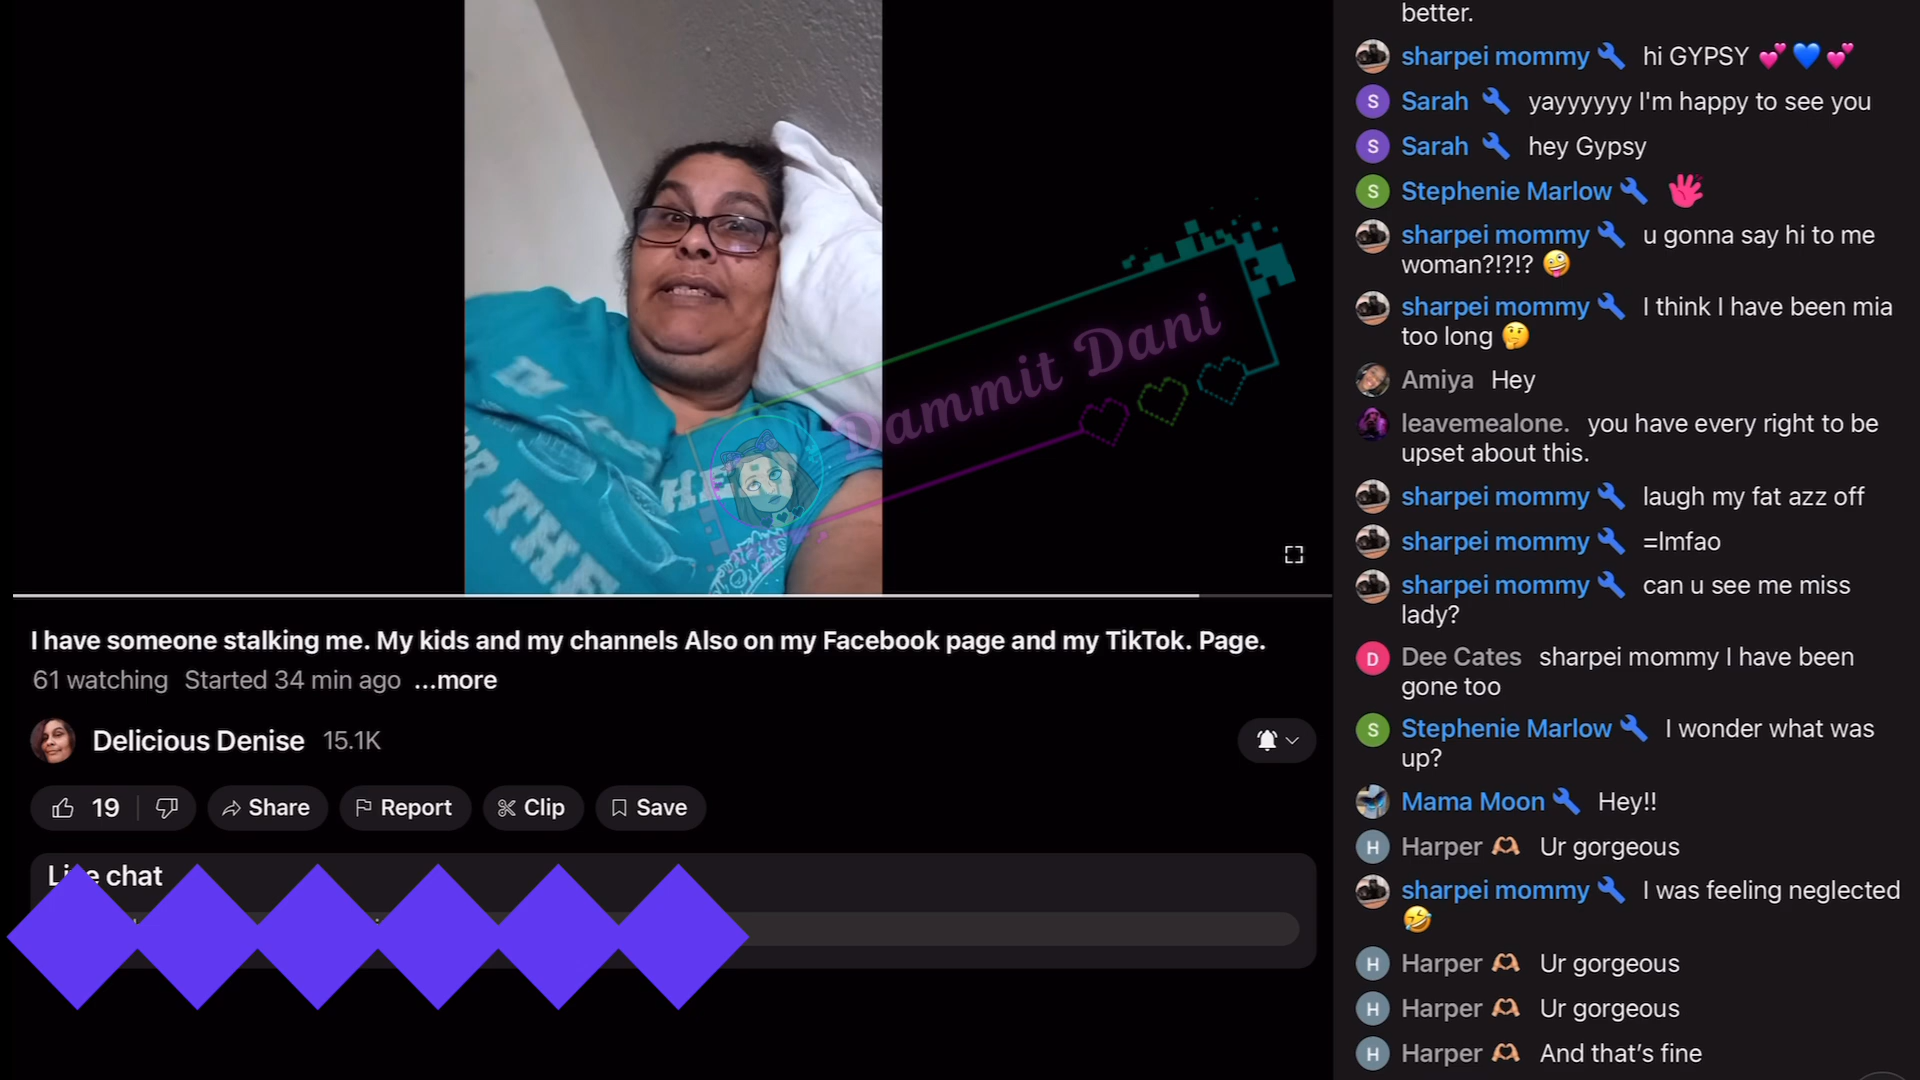 better.
sharpei mommy hi GYPSY 💕 💙 💕
Sarah yayyyyyy I'm happy to see you
Sarah hey Gypsy
Stephenie Marlow
sharpei mommy u gonna say hi to me
woman?!?!? 🤪
sharpei mommy I think I have been mia
too long 🤔
Amiya Hey
leavemealone. you have every right to be
upset about this.
sharpei mommy laugh my fat azz off
sharpei mommy =lmfao
sharpei mommy can u see me miss
lady?
Dee Cates sharpei mommy I have been
gone too
Stephenie Marlow I wonder what was
up?
Mama Moon Hey!!
Harper 🫶🏼 Ur gorgeous
sharpei mommy I was feeling neglected
🤣
Harper 🫶🏼 Ur gorgeous
Harper 🫶🏼 Ur gorgeous
Harper 🫶🏼 And that's fine
Dammit Dani
IN
FOR THE
I have someone stalking me. My kids and my channels Also on my Facebook page and my TikTok. Page.
61 watching Started 34 min ago ...more
Delicious Denise 15.1K
19 Share Report Clip Save
Live chat